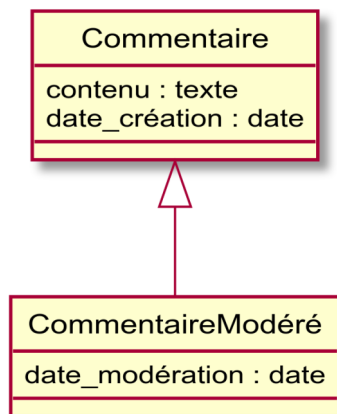 Commentaire
contenu : texte
date_création : date
CommentaireModéré
date_modération : date